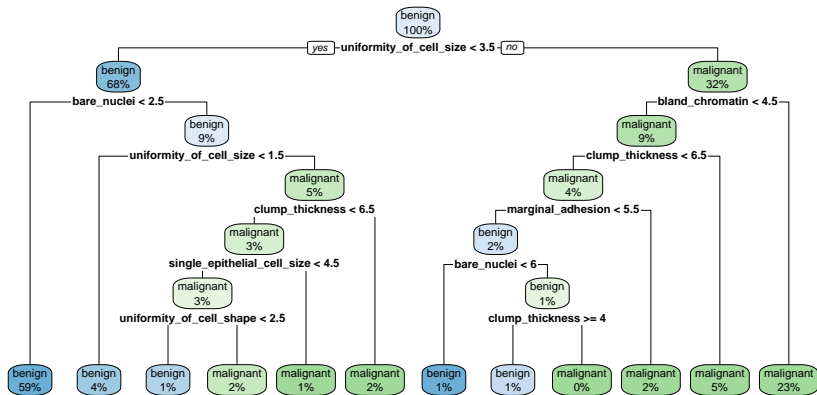 benign
100%
yes uniformity_of_cell_size < 3.5 no
benign
68%
malignant
32%
bare_nuclei < 2.5
bland_chromatin < 4.5
benign
9%
malignant
9%
uniformity_of_cell_size < 1.5
clump_thickness < 6.5
malignant
5%
malignant
4%
clump_thickness < 6.5
marginal_adhesion < 5.5
malignant
3%
benign
2%
single_epithelial_cell_size < 4.5
bare_nuclei < 6
malignant
3%
benign
1%
uniformity_of_cell_shape < 2.5
clump_thickness >= 4
benign
59%
benign
4%
benign
1%
malignant
2%
malignant
1%
malignant
2%
benign
1%
benign
1%
malignant
0%
malignant
2%
malignant
5%
malignant
23%